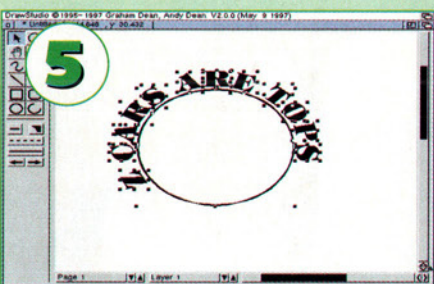 DrawStudio ©1995-1997 Graham Dean, Andy Dean V2.0.0 (May 9 1997)
5
CARS ARE TOPS
Page 1 Layer 1